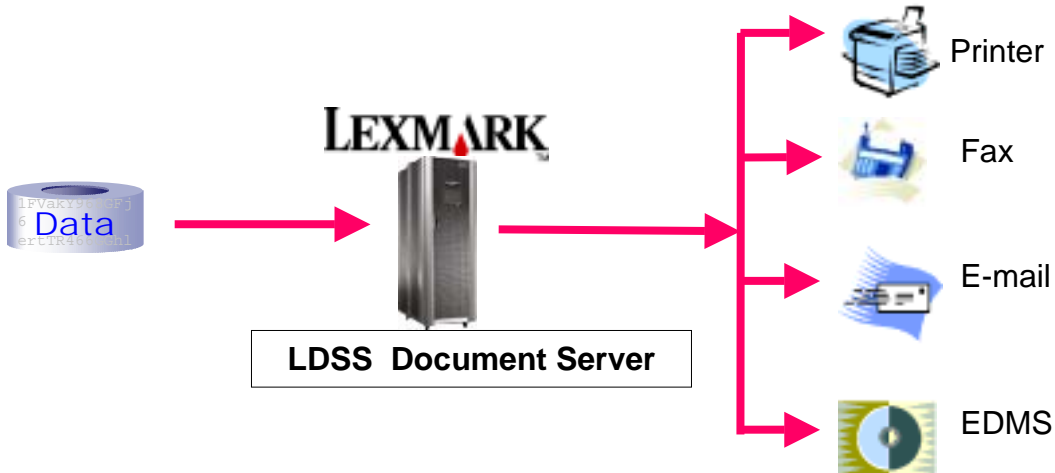 Printer
LEXMARK
Fax
Data
E-mail
LDSS Document Server
EDMS